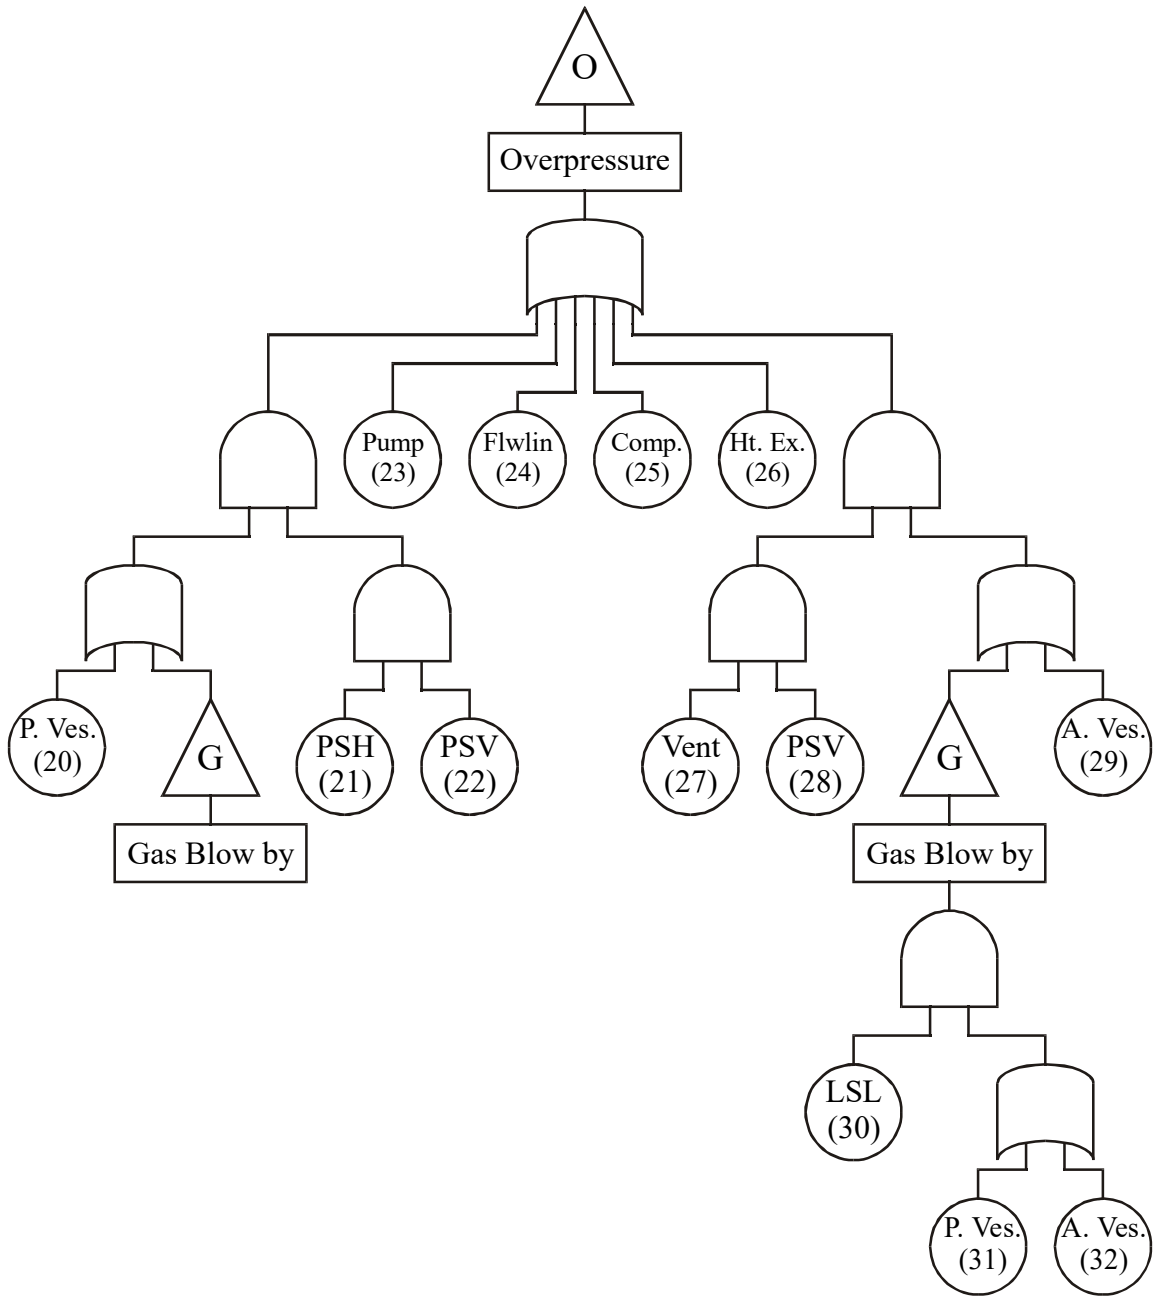 O
Overpressure
Pump
(23)
Flwlin
(24)
Comp.
(25)
Ht. Ex.
(26)
P. Ves.
(20)
G
Gas Blow by
PSH
(21)
PSV
(22)
Vent
(27)
PSV
(28)
G
Gas Blow by
A. Ves.
(29)
LSL
(30)
P. Ves.
(31)
A. Ves.
(32)